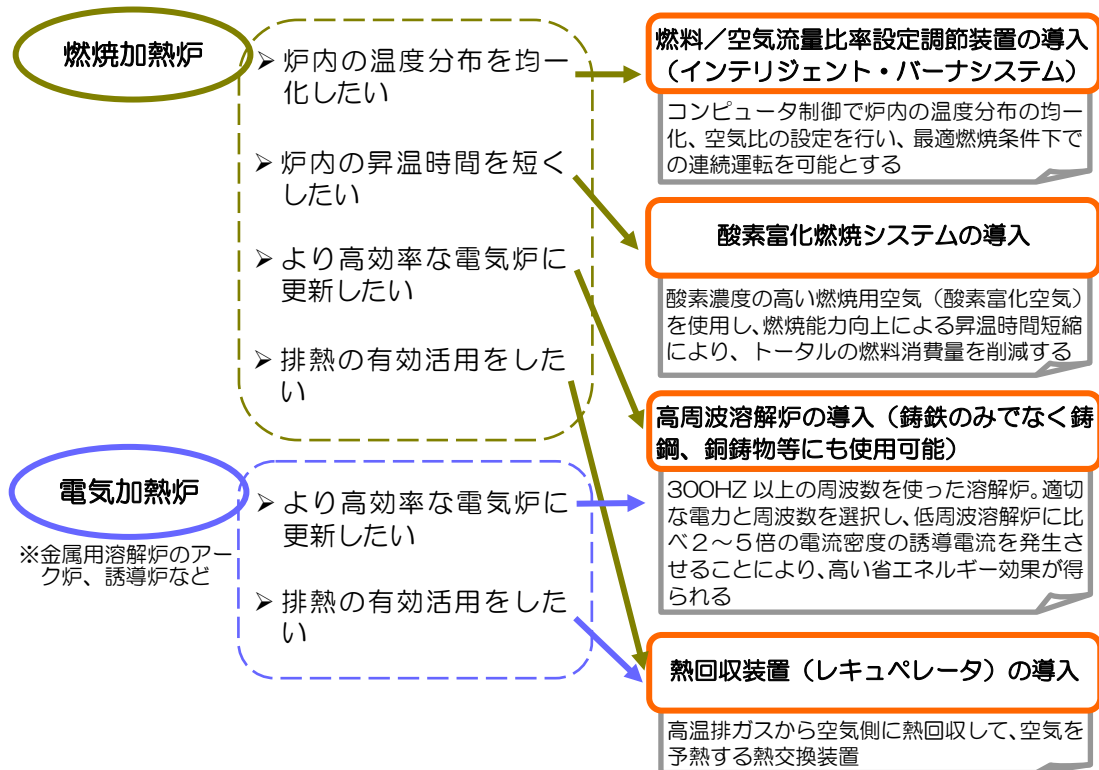 燃焼加熱炉
➢ 炉内の温度分布を均一
化したい
➢ 炉内の昇温時間を短く
したい
➢ より高効率な電気炉に
更新したい
➢ 排熱の有効活用をした
い
電気加熱炉
※金属用溶解炉のアー
ク炉、誘導炉など
➢ より高効率な電気炉に
更新したい
➢ 排熱の有効活用をした
い
燃料／空気流量比率設定調節装置の導入
（インテリジェント・バーナシステム）
コンピュータ制御で炉内の温度分布の均一
化、空気比の設定を行い、最適燃焼条件下で
の連続運転を可能とする
酸素富化燃焼システムの導入
酸素濃度の高い燃焼用空気（酸素富化空気）
を使用し、燃焼能力向上による昇温時間短縮
により、トータルの燃料消費量を削減する
高周波溶解炉の導入（鋳鉄のみでなく鋳
鋼、銅鋳物等にも使用可能）
300HZ 以上の周波数を使った溶解炉。適切
な電力と周波数を選択し、低周波溶解炉に比
べ２～５倍の電流密度の誘導電流を発生さ
せることにより、高い省エネルギー効果が得
られる
熱回収装置（レキュペレータ）の導入
高温排ガスから空気側に熱回収して、空気を
予熱する熱交換装置